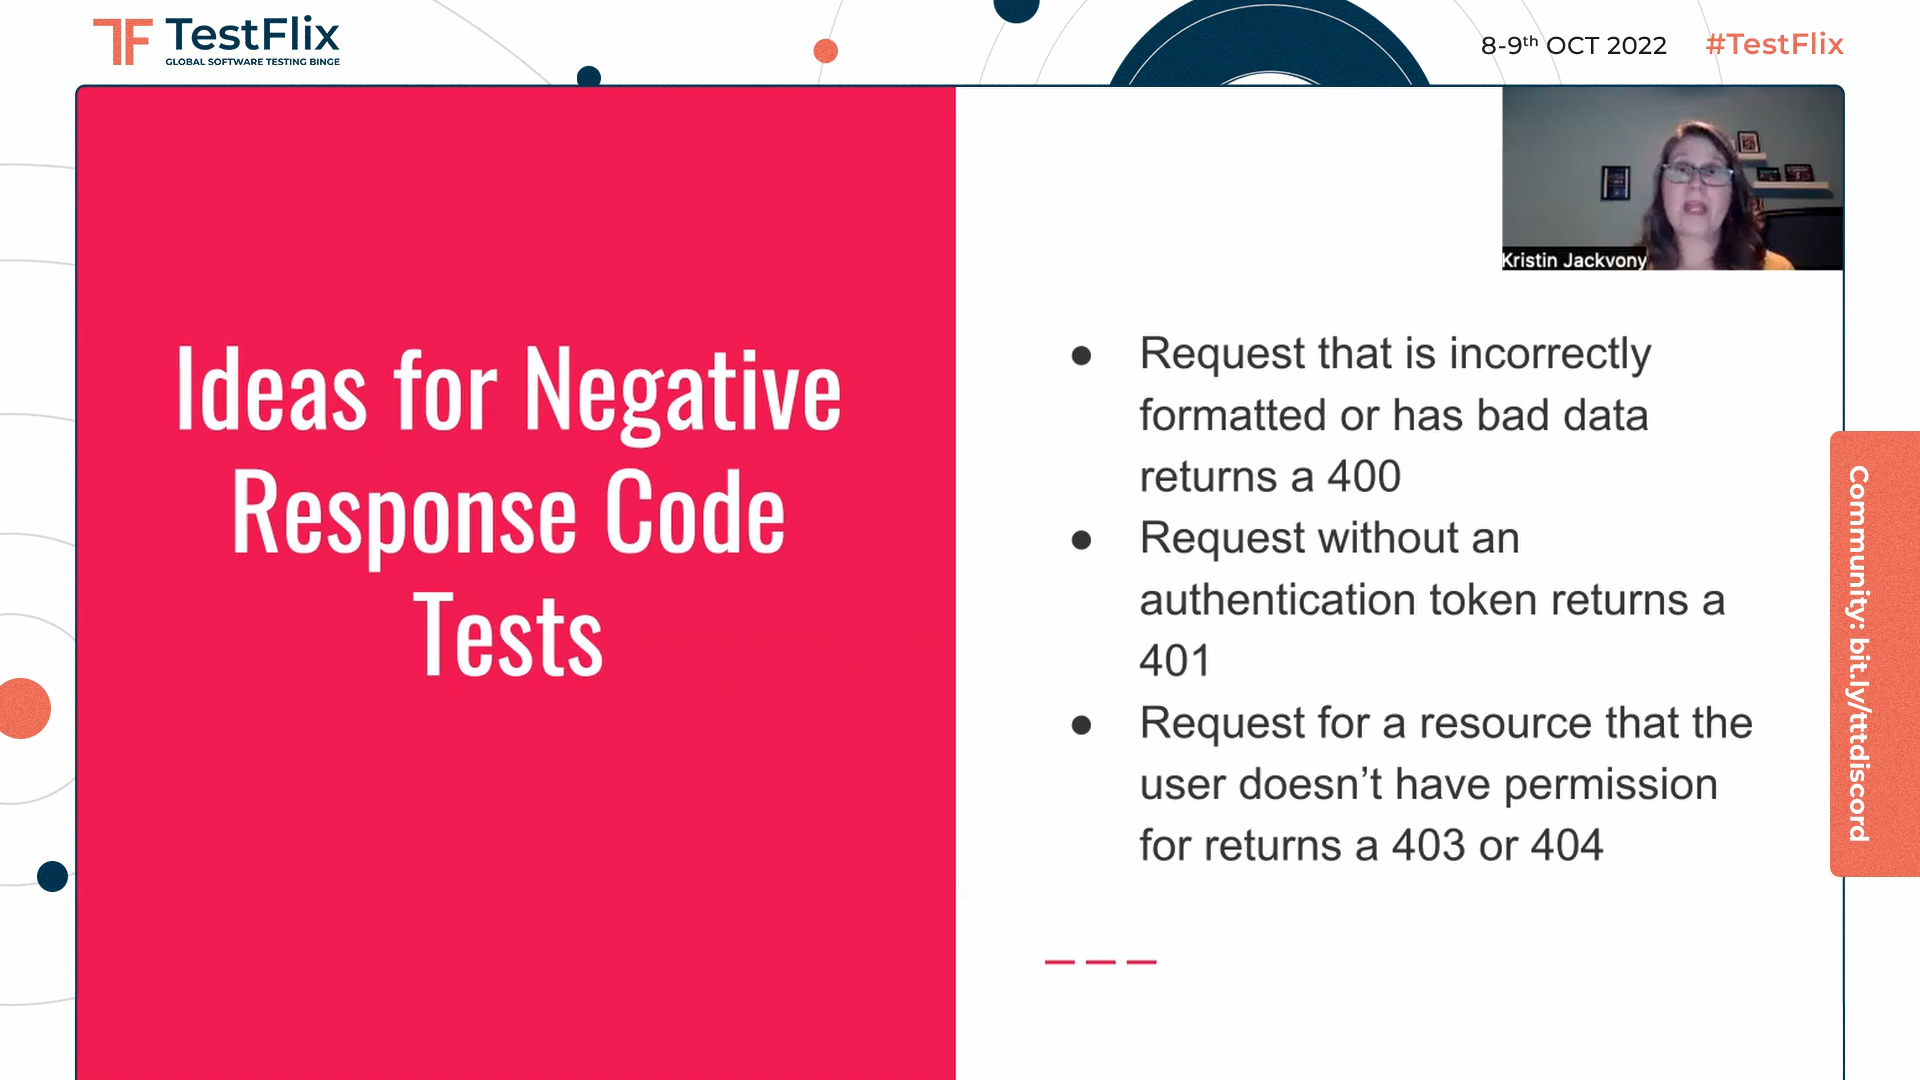 TF TestFlix
GLOBAL SOFTWARE TESTING BINGE
8-9th OCT 2022
#TestFlix
Kristin Jackvony
Ideas for Negative
Response Code
Tests
● Request that is incorrectly
formatted or has bad data
returns a 400
● Request without an
authentication token returns a
401
● Request for a resource that the
user doesn’t have permission
for returns a 403 or 404
Community: bit.ly/tttdiscord